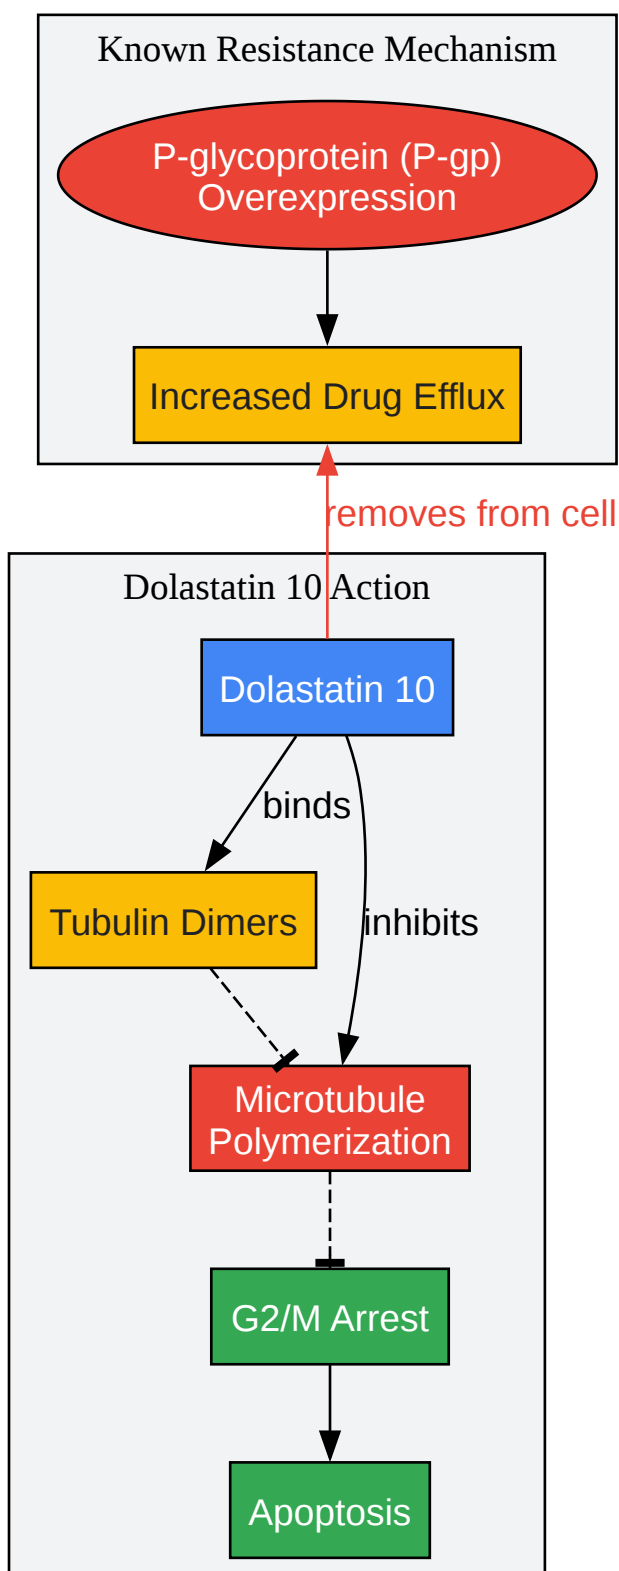 Known Resistance Mechanism
P-glycoprotein (P-gp)
Overexpression
Increased Drug Efflux
removes from cell
Dolastatin 10 Action
Dolastatin 10
binds
Tubulin Dimers
inhibits
Microtubule
Polymerization
G2/M Arrest
Apoptosis